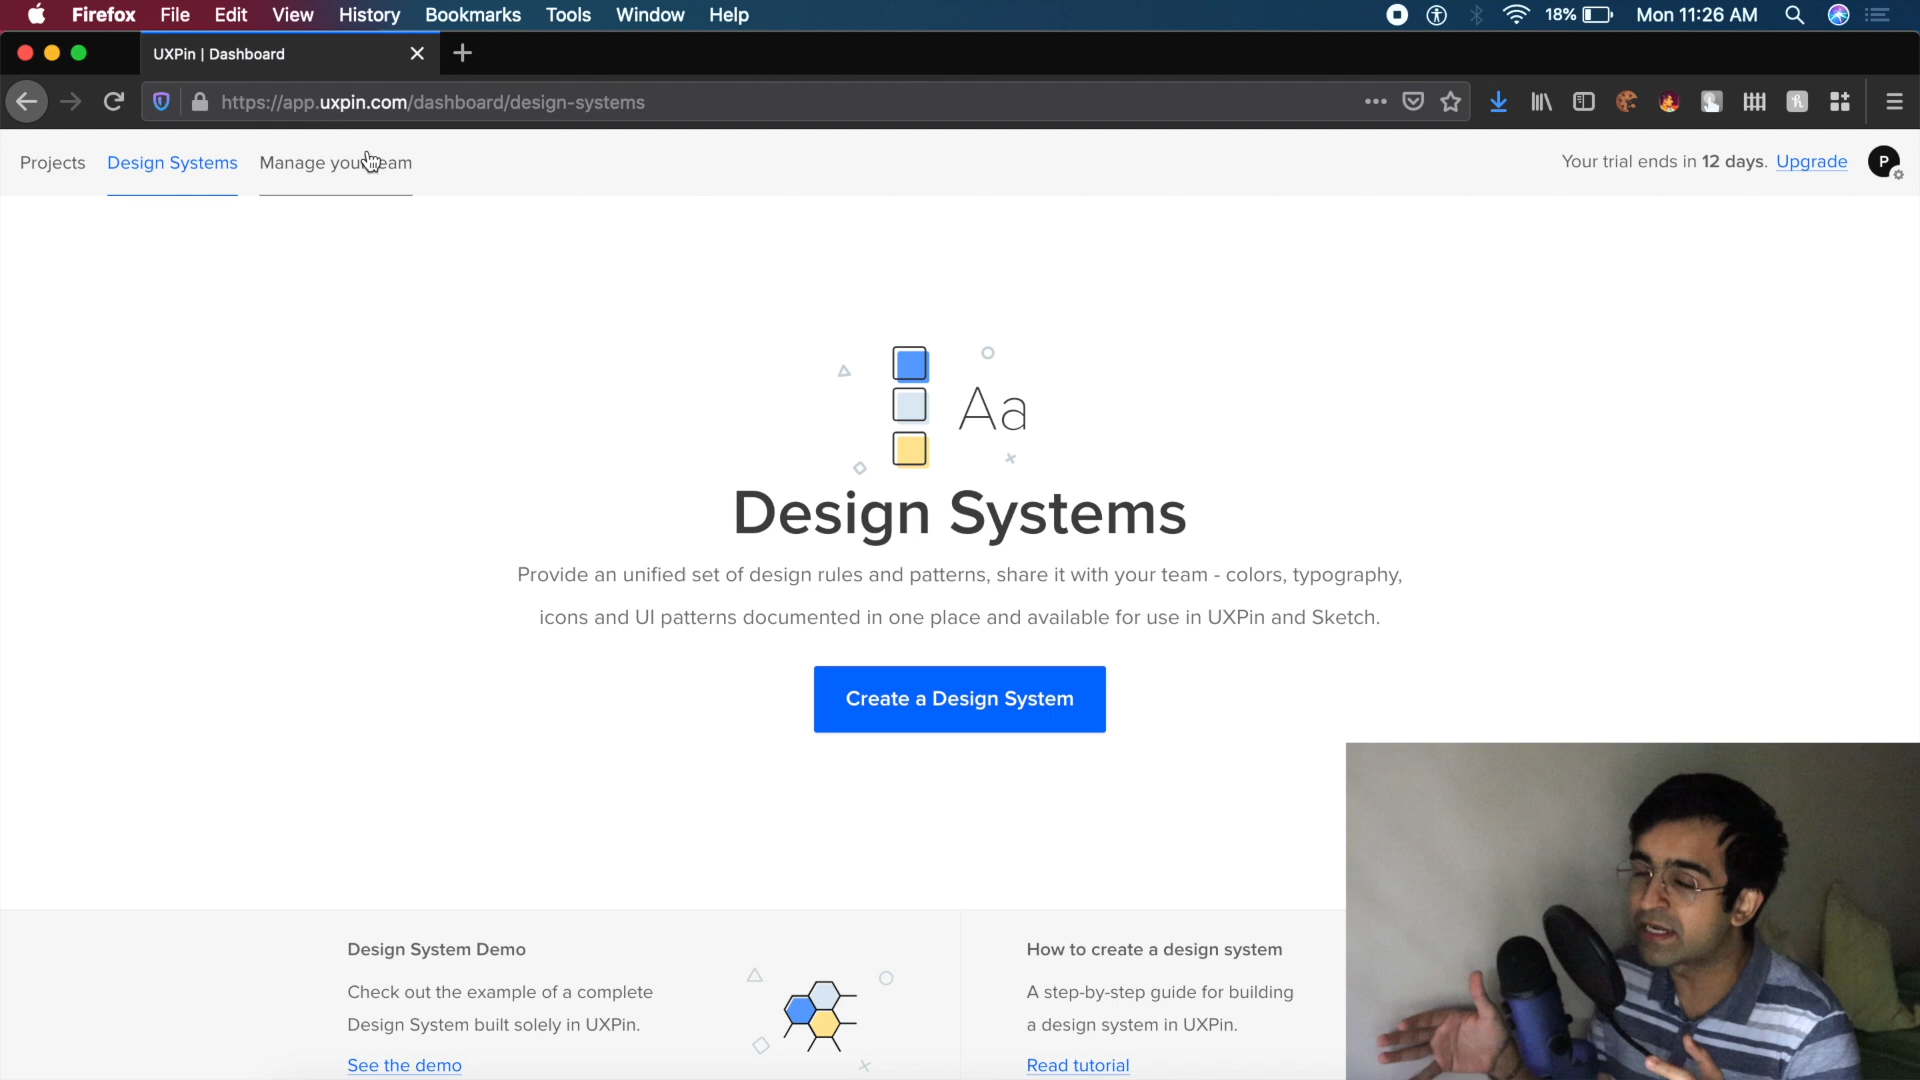 Firefox File Edit View History Bookmarks Tools Window Help 18% Mon 11:26 AM
UXPin | Dashboard
https://app.uxpin.com/dashboard/design-systems
Projects Design Systems Manage your team Your trial ends in 12 days. Upgrade P
Aa
Design Systems
Provide an unified set of design rules and patterns, share it with your team - colors, typography,
icons and UI patterns documented in one place and available for use in UXPin and Sketch.
Create a Design System
Design System Demo
Check out the example of a complete
Design System built solely in UXPin.
See the demo
How to create a design system
A step-by-step guide for building
a design system in UXPin.
Read tutorial